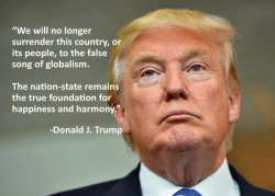 “We will no longer
surrender this country, or
its people, to the false
song of globalism.
The nation-state remains
the true foundation for
happiness and harmony.”
-Donald J. Trump